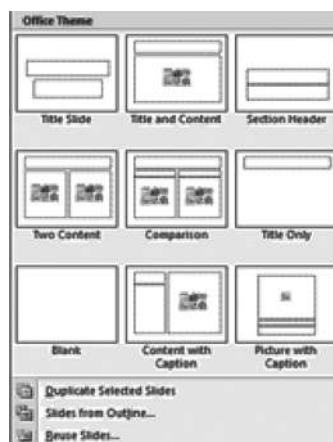 Office Theme
Title Slide
Title and Content
Section Header
Two Content
Comparison
Title Only
Blank
Content with
Caption
Picture with
Caption
Duplicate Selected Slides
Slides from Outline...
Reuse Slides...